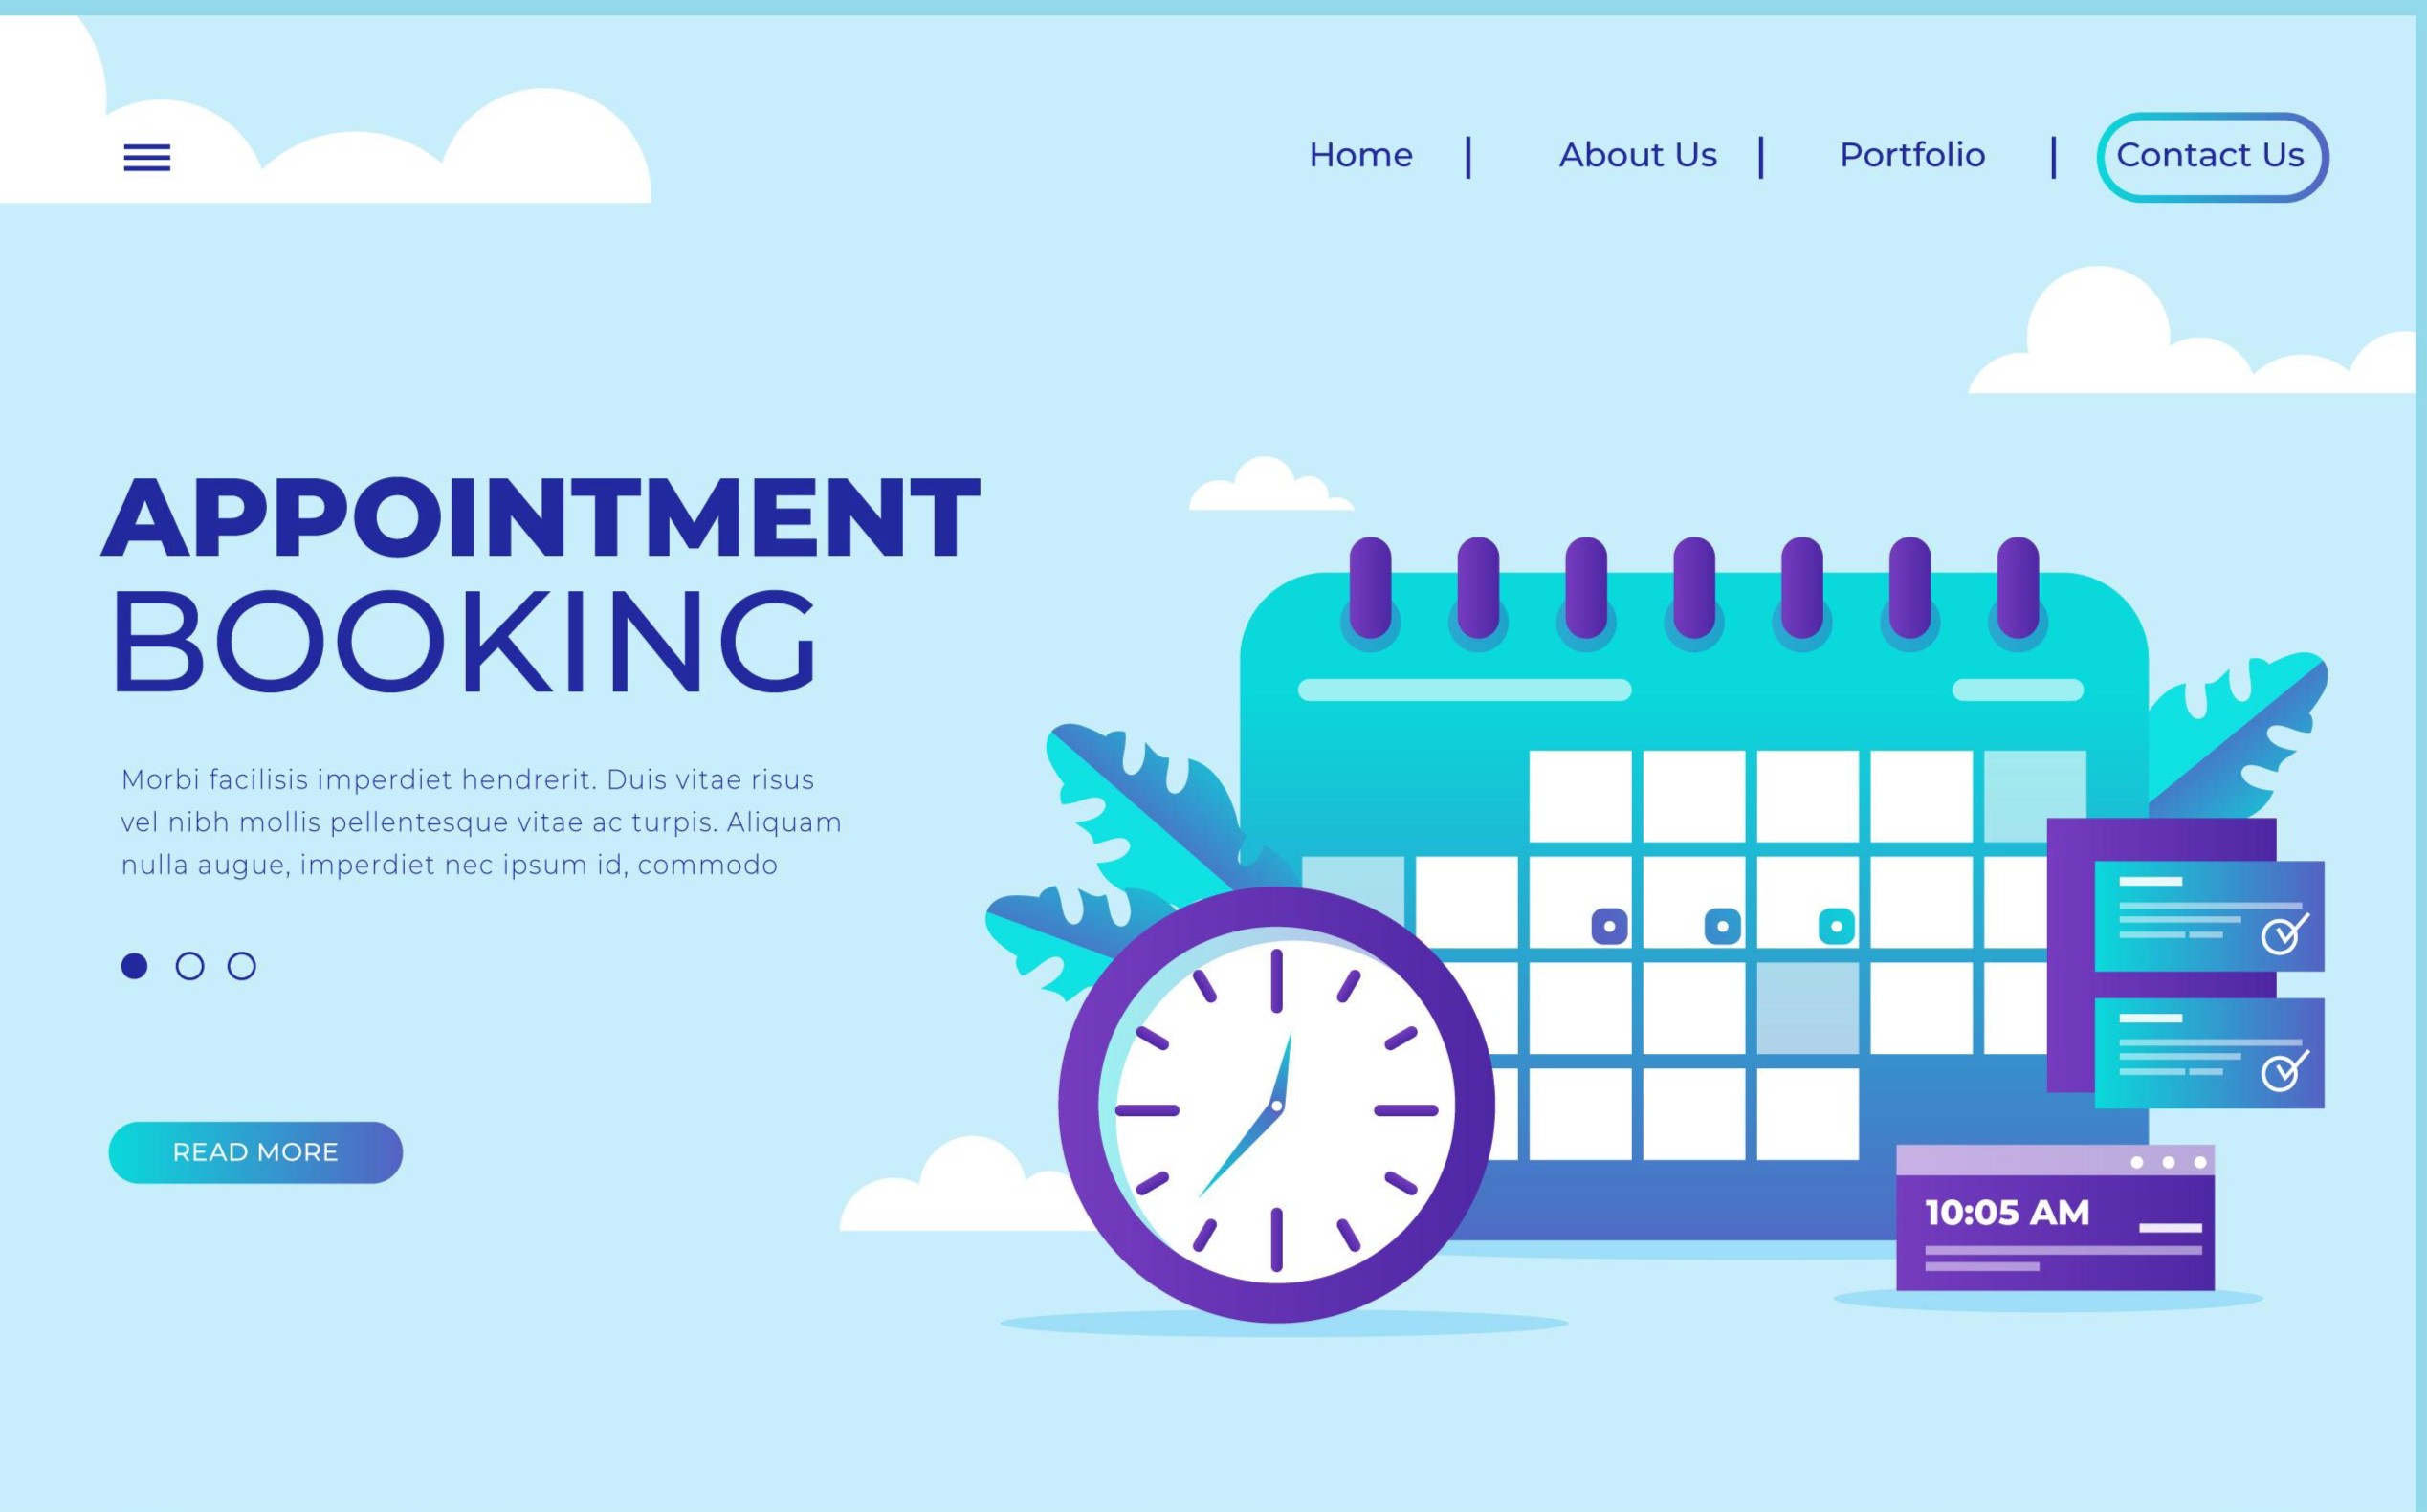 Home | About Us | Portfolio | Contact Us
APPOINTMENT
BOOKING
Morbi facilisis imperdiet hendrerit. Duis vitae risus
vel nibh mollis pellentesque vitae ac turpis. Aliquam
nulla augue, imperdiet nec ipsum id, commodo
READ MORE
10:05 AM